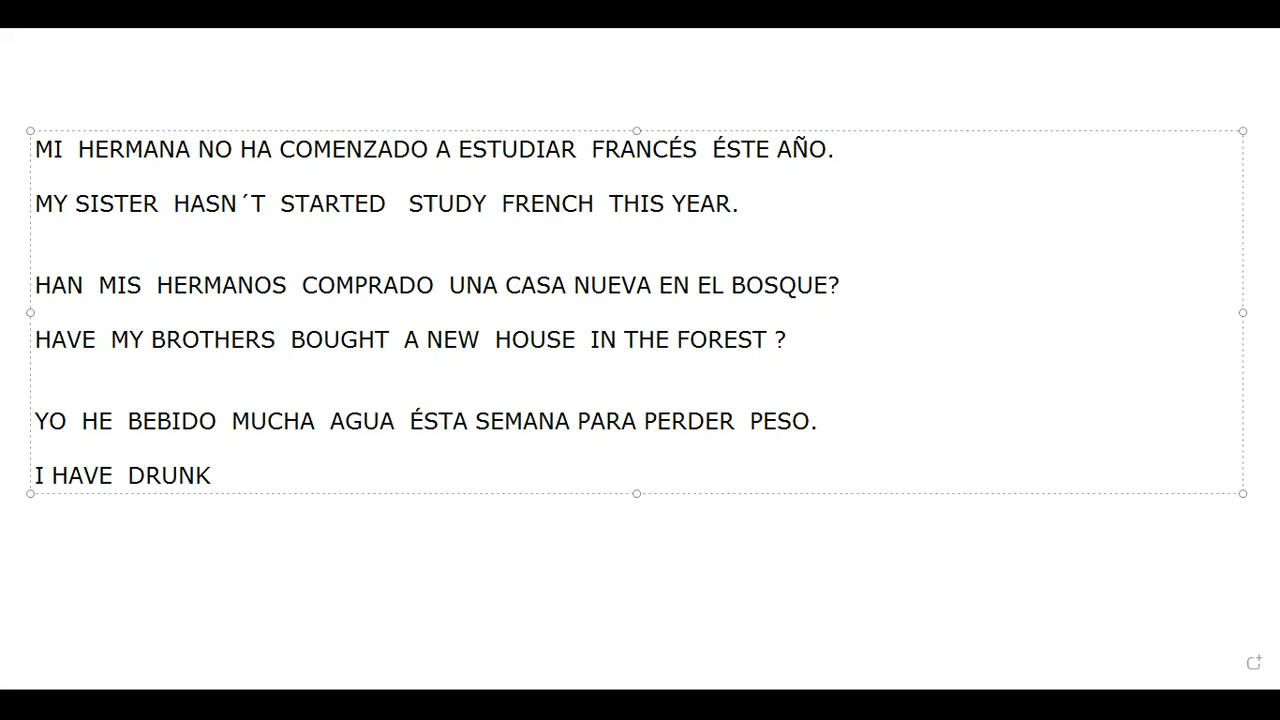 MI HERMANA NO HA COMENZADO A ESTUDIAR FRANCÉS ÉSTE AÑO.
MY SISTER HASN´T STARTED STUDY FRENCH THIS YEAR.
HAN MIS HERMANOS COMPRADO UNA CASA NUEVA EN EL BOSQUE?
HAVE MY BROTHERS BOUGHT A NEW HOUSE IN THE FOREST ?
YO HE BEBIDO MUCHA AGUA ÉSTA SEMANA PARA PERDER PESO.
I HAVE DRUNK